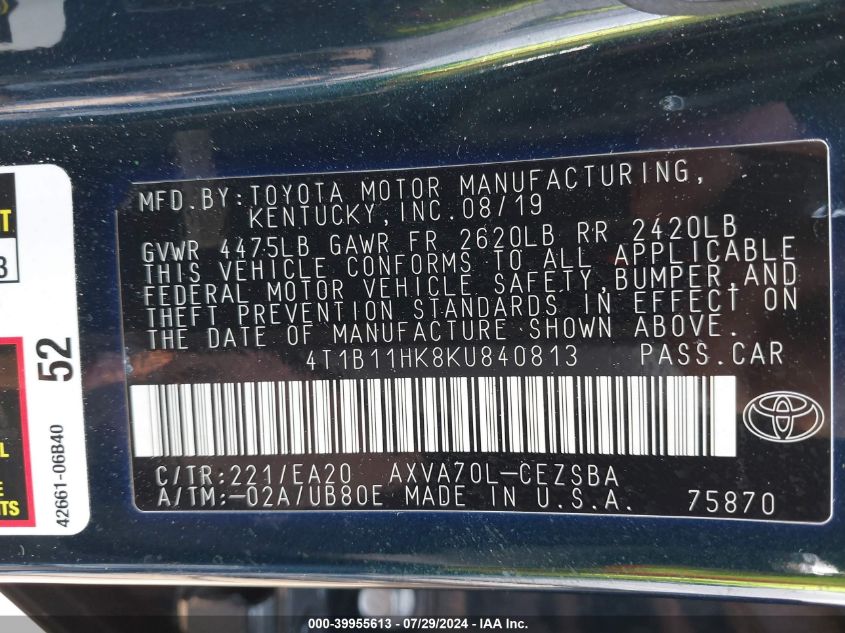 MFD. BY: TOYOTA MOTOR MANUFACTURING,
KENTUCKY, INC. 08/19
GVWR 4475LB GAWR FR 2620LB RR 2420LB
THIS VEHICLE CONFORMS TO ALL APPLICABLE
FEDERAL MOTOR VEHICLE SAFETY, BUMPER, AND
THEFT PREVENTION STANDARDS IN EFFECT ON
THE DATE OF MANUFACTURE SHOWN ABOVE.
4T1B11HK8KU840813 PASS. CAR
C/TR: 221/EA20 AXVA70L-CEZSBA
A/TM: -02A/UB80E MADE IN U.S.A. 75870
52
42661-06B40
000-39955613 / 07/29/2024 - IAA Inc.